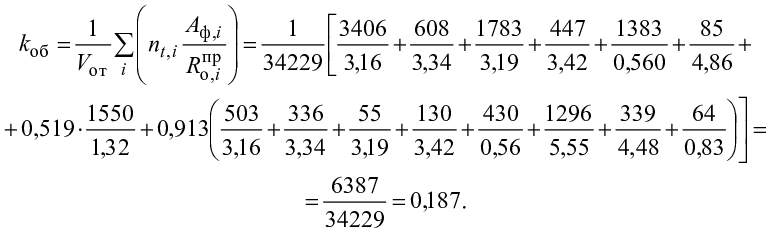 k_об = 1/V_от ∑_i (n_{t,i} A_{ф,i}/R^{пр}_{о,i}) = 1/34229 [3406/3,16 + 608/3,34 + 1783/3,19 + 447/3,42 + 1383/0,560 + 85/4,86 +
+ 0,519 · 1550/1,32 + 0,913(503/3,16 + 336/3,34 + 55/3,19 + 130/3,42 + 430/0,56 + 1296/5,55 + 339/4,48 + 64/0,83)] =
= 6387/34229 = 0,187.